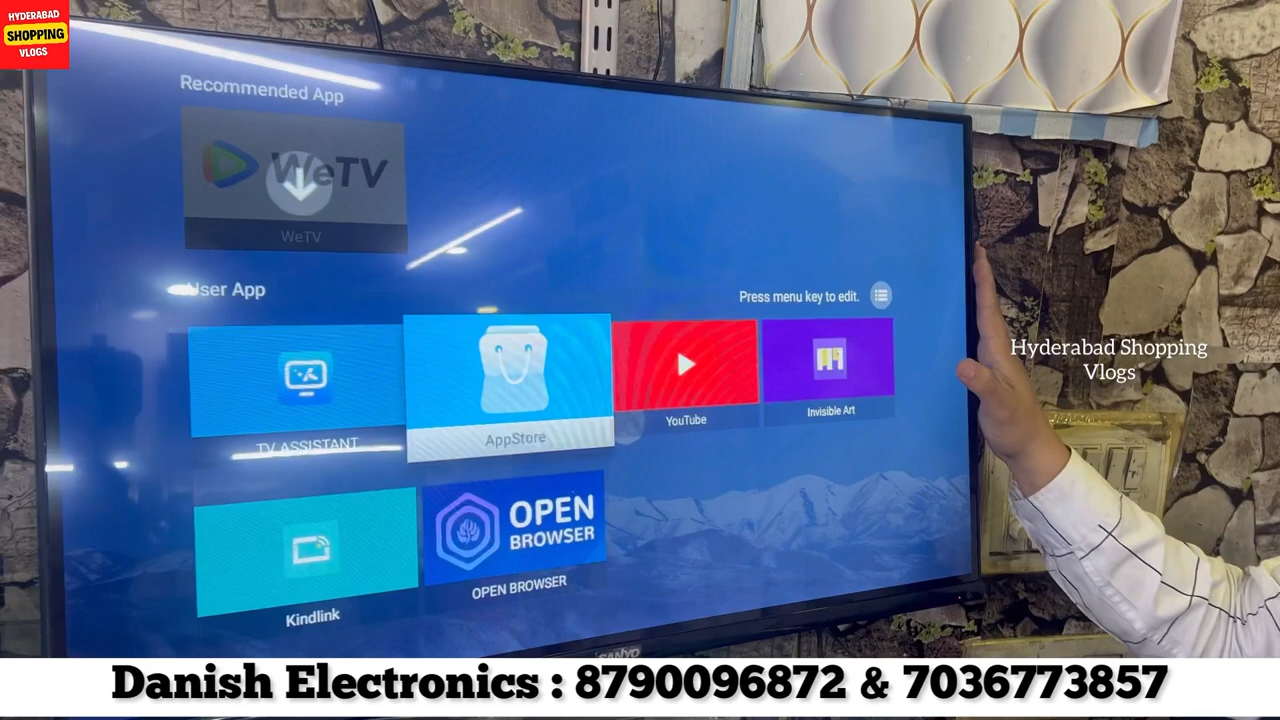 HYDERABAD
SHOPPING
VLOGS
Recommended App
WeTV
WeTV
User App
Press menu key to edit.
TV ASSISTANT
AppStore
YouTube
Invisible Art
OPEN
BROWSER
Kindlink
OPEN BROWSER
Hyderabad Shopping
Vlogs
SANYO
Danish Electronics : 8790096872 & 7036773857